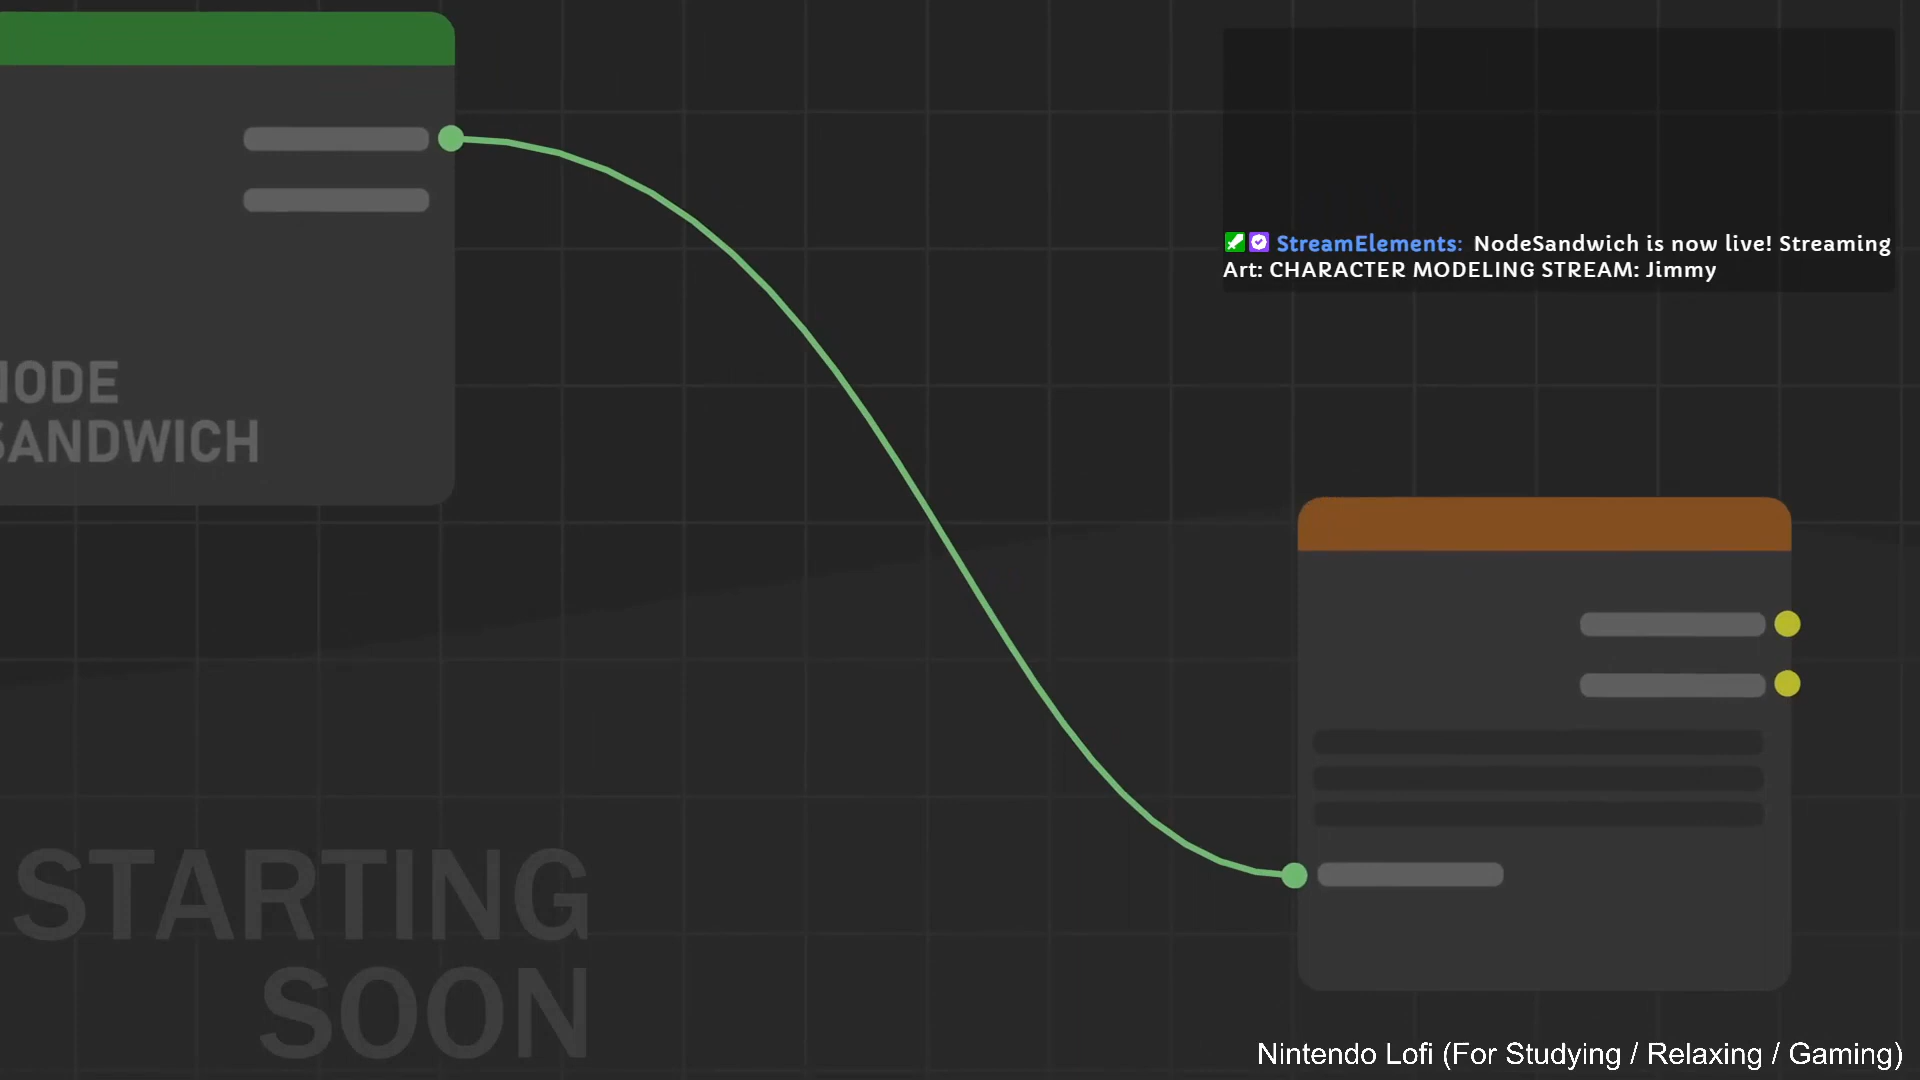 StreamElements: NodeSandwich is now live! Streaming
Art: CHARACTER MODELING STREAM: Jimmy
NODE
SANDWICH
STARTING
SOON
Nintendo Lofi (For Studying / Relaxing / Gaming)